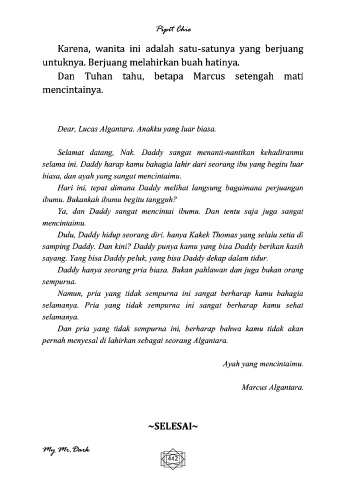 Pipit Chie
Karena, wanita ini adalah satu-satunya yang berjuang
untuknya. Berjuang melahirkan buah hatinya.
Dan Tuhan tahu, betapa Marcus setengah mati
mencintainya.
Dear, Lucas Algantara. Anakku yang luar biasa.
Selamat datang, Nak. Daddy sangat menanti-nantikan kehadiranmu
selama ini. Daddy harap kamu bahagia lahir dari seorang ibu yang begitu luar
biasa, dan ayah yang sangat mencintaimu.
Hari ini, tepat dimana Daddy melihat langsung bagaimana perjuangan
ibumu. Bukankah ibumu begitu tangguh?
Ya, dan Daddy sangat mencintai ibumu. Dan tentu saja juga sangat
mencintaimu.
Dulu, Daddy hidup seorang diri. hanya Kakek Thomas yang selalu setia di
samping Daddy. Dan kini? Daddy punya kamu yang bisa Daddy berikan kasih
sayang. Yang bisa Daddy peluk, yang bisa Daddy dekap dalam tidur.
Daddy hanya seorang pria biasa. Bukan pahlawan dan juga bukan orang
sempurna.
Namun, pria yang tidak sempurna ini sangat berharap kamu bahagia
selamanya. Pria yang tidak sempurna ini sangat berharap kamu sehat
selamanya.
Dan pria yang tidak sempurna ini, berharap bahwa kamu tidak akan
pernah menyesal di lahirkan sebagai seorang Algantara.
Ayah yang mencintaimu.
Marcus Algantara.
~SELESAI~
My Mr. Dark
442